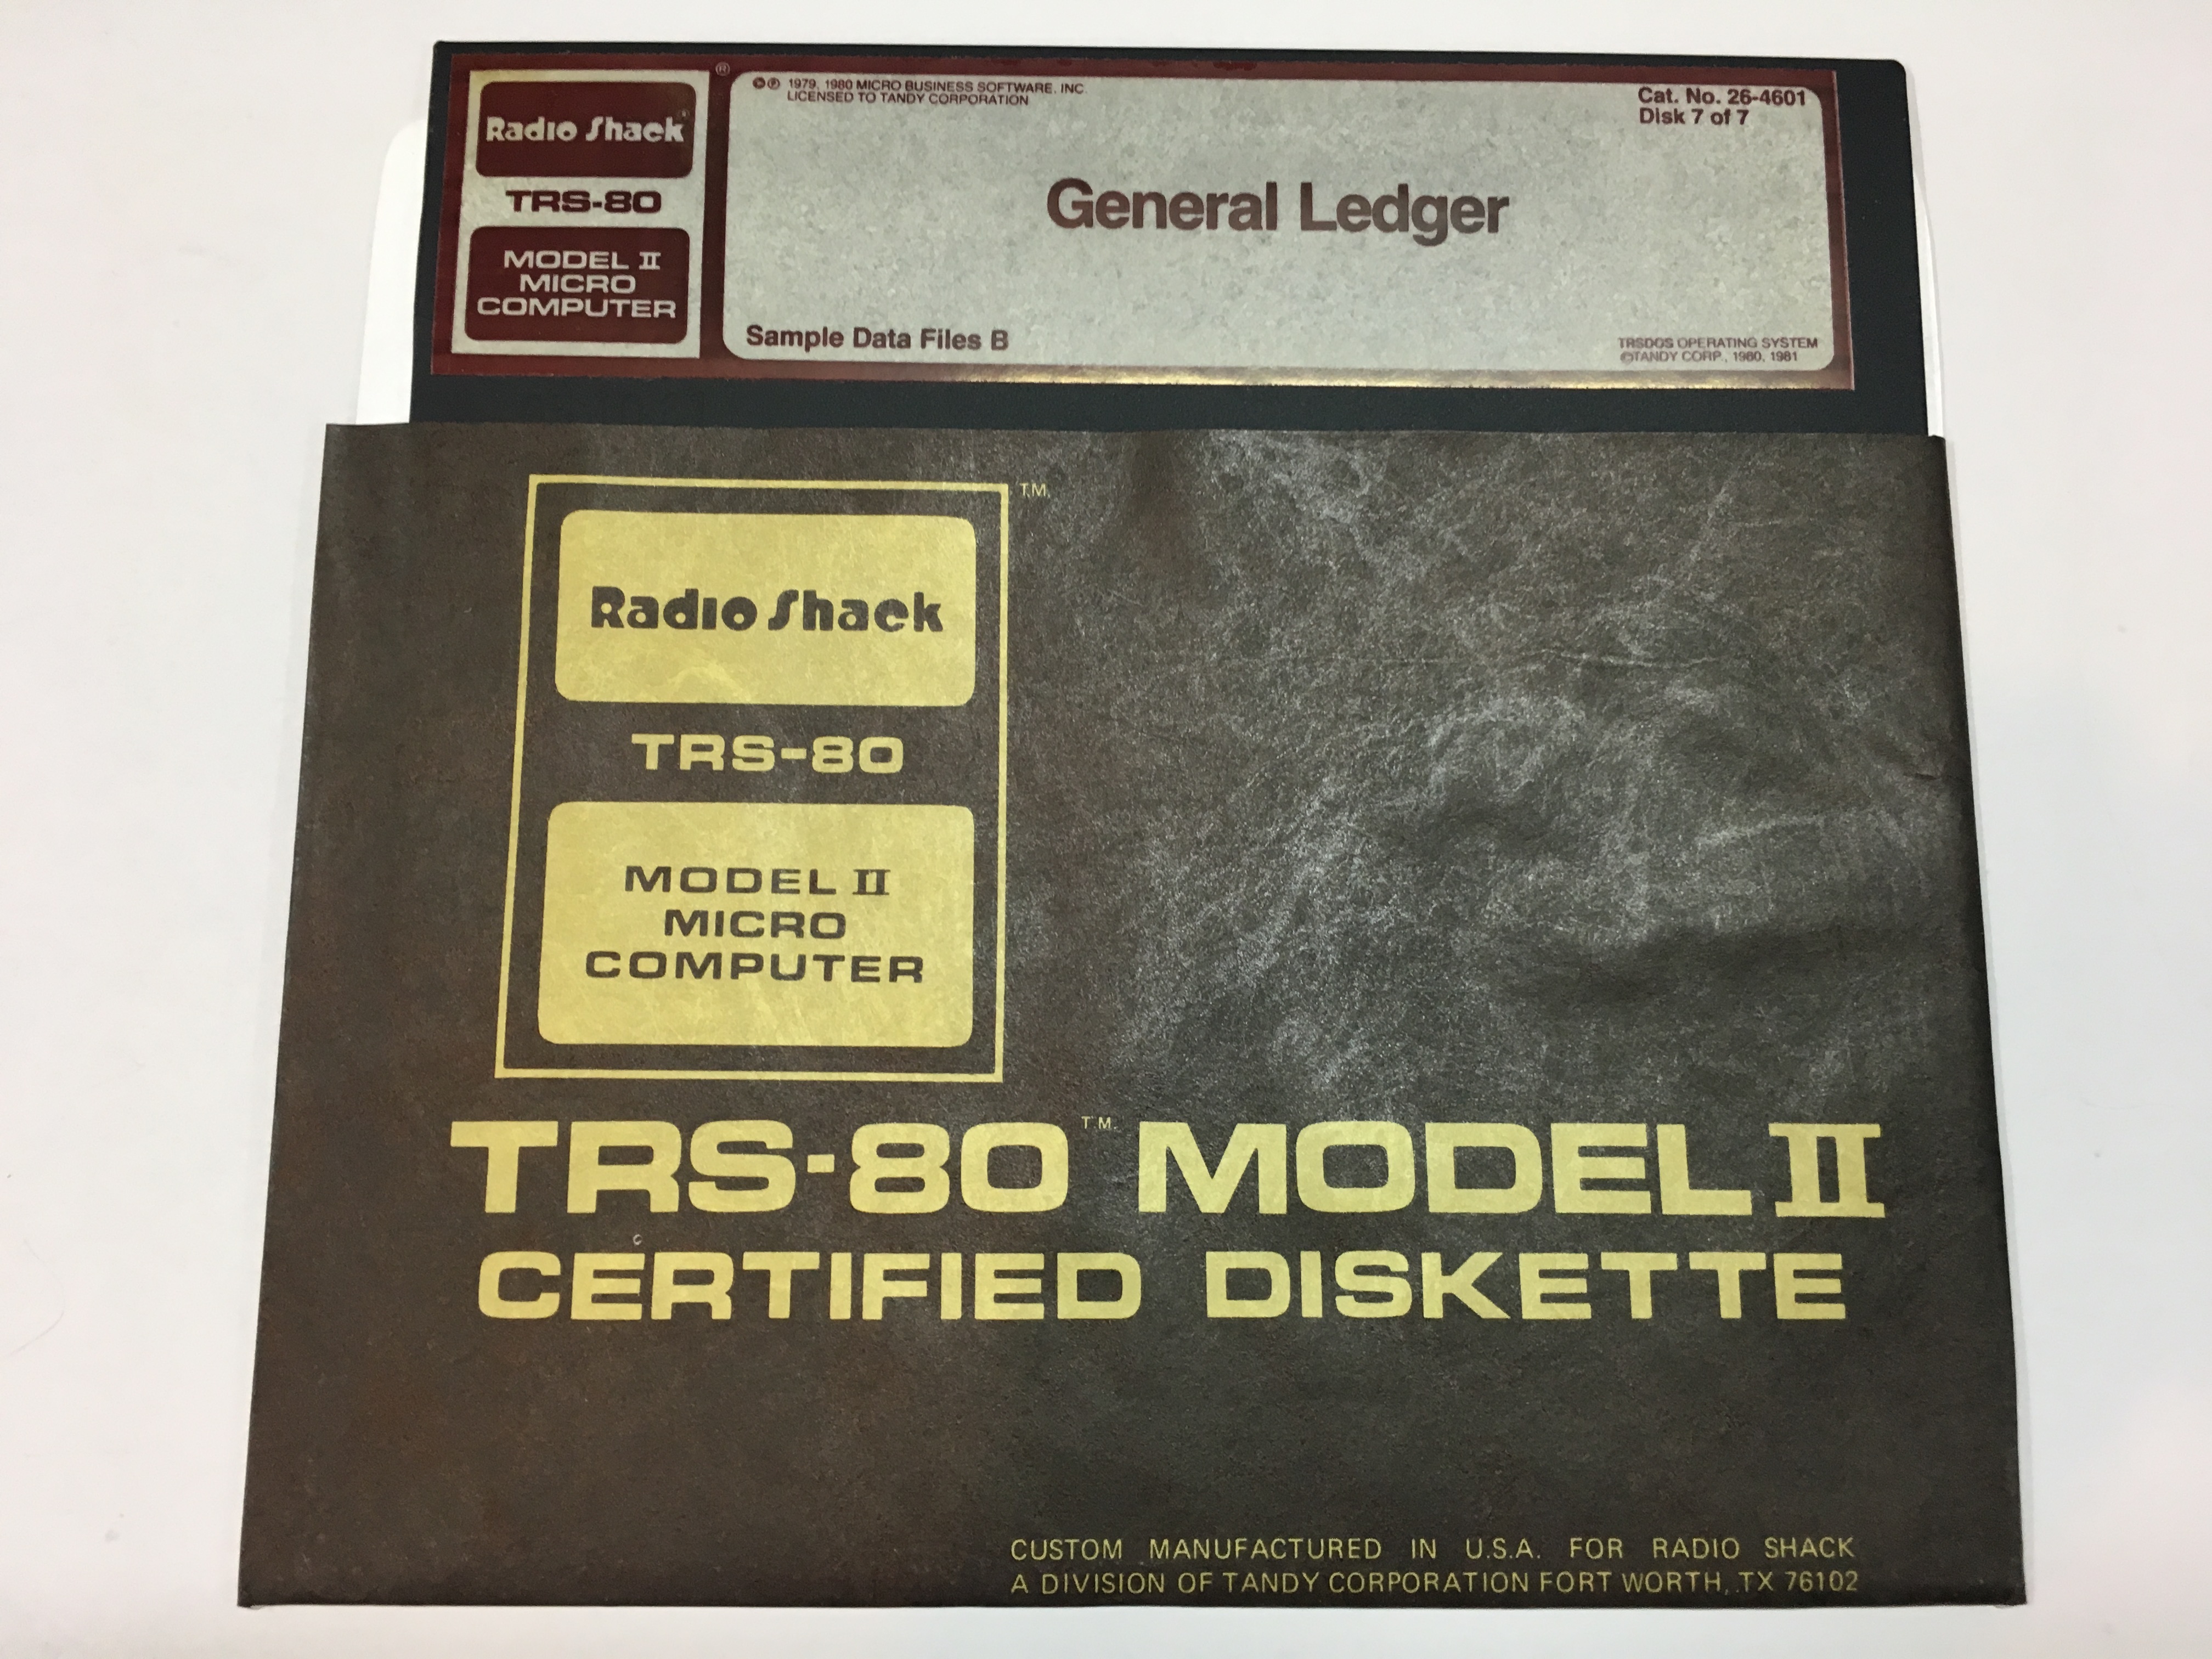 Radio Shack®
TRS-80
MODEL II
MICRO
COMPUTER
®
©℗ 1979, 1980 MICRO BUSINESS SOFTWARE, INC.
LICENSED TO TANDY CORPORATION
Cat. No. 26-4601
Disk 7 of 7
General Ledger
Sample Data Files B
TRSDOS OPERATING SYSTEM
©TANDY CORP., 1980, 1981
T.M.
Radio Shack
TRS-80
MODEL II
MICRO
COMPUTER
TRS-80 T.M. MODEL II
CERTIFIED DISKETTE
CUSTOM MANUFACTURED IN U.S.A. FOR RADIO SHACK
A DIVISION OF TANDY CORPORATION FORT WORTH, TX 76102